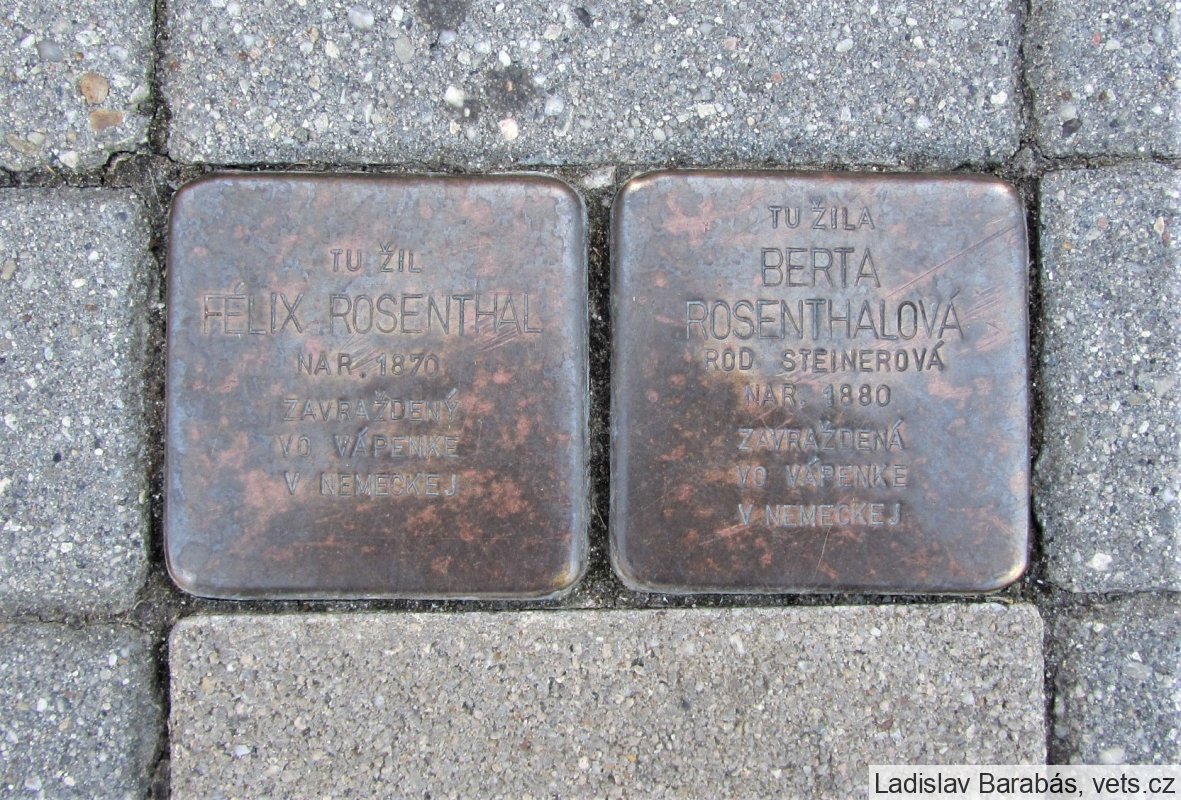 TU ŽIL
FÉLIX ROSENTHAL
NAR. 1870
ZAVRAŽDENÝ
VO VÁPENKE
V NEMECKEJ
TU ŽILA
BERTA
ROSENTHALOVÁ
ROD. STEINEROVÁ
NAR. 1880
ZAVRAŽDENÁ
VO VÁPENKE
V NEMECKEJ
Ladislav Barabás, vets.cz